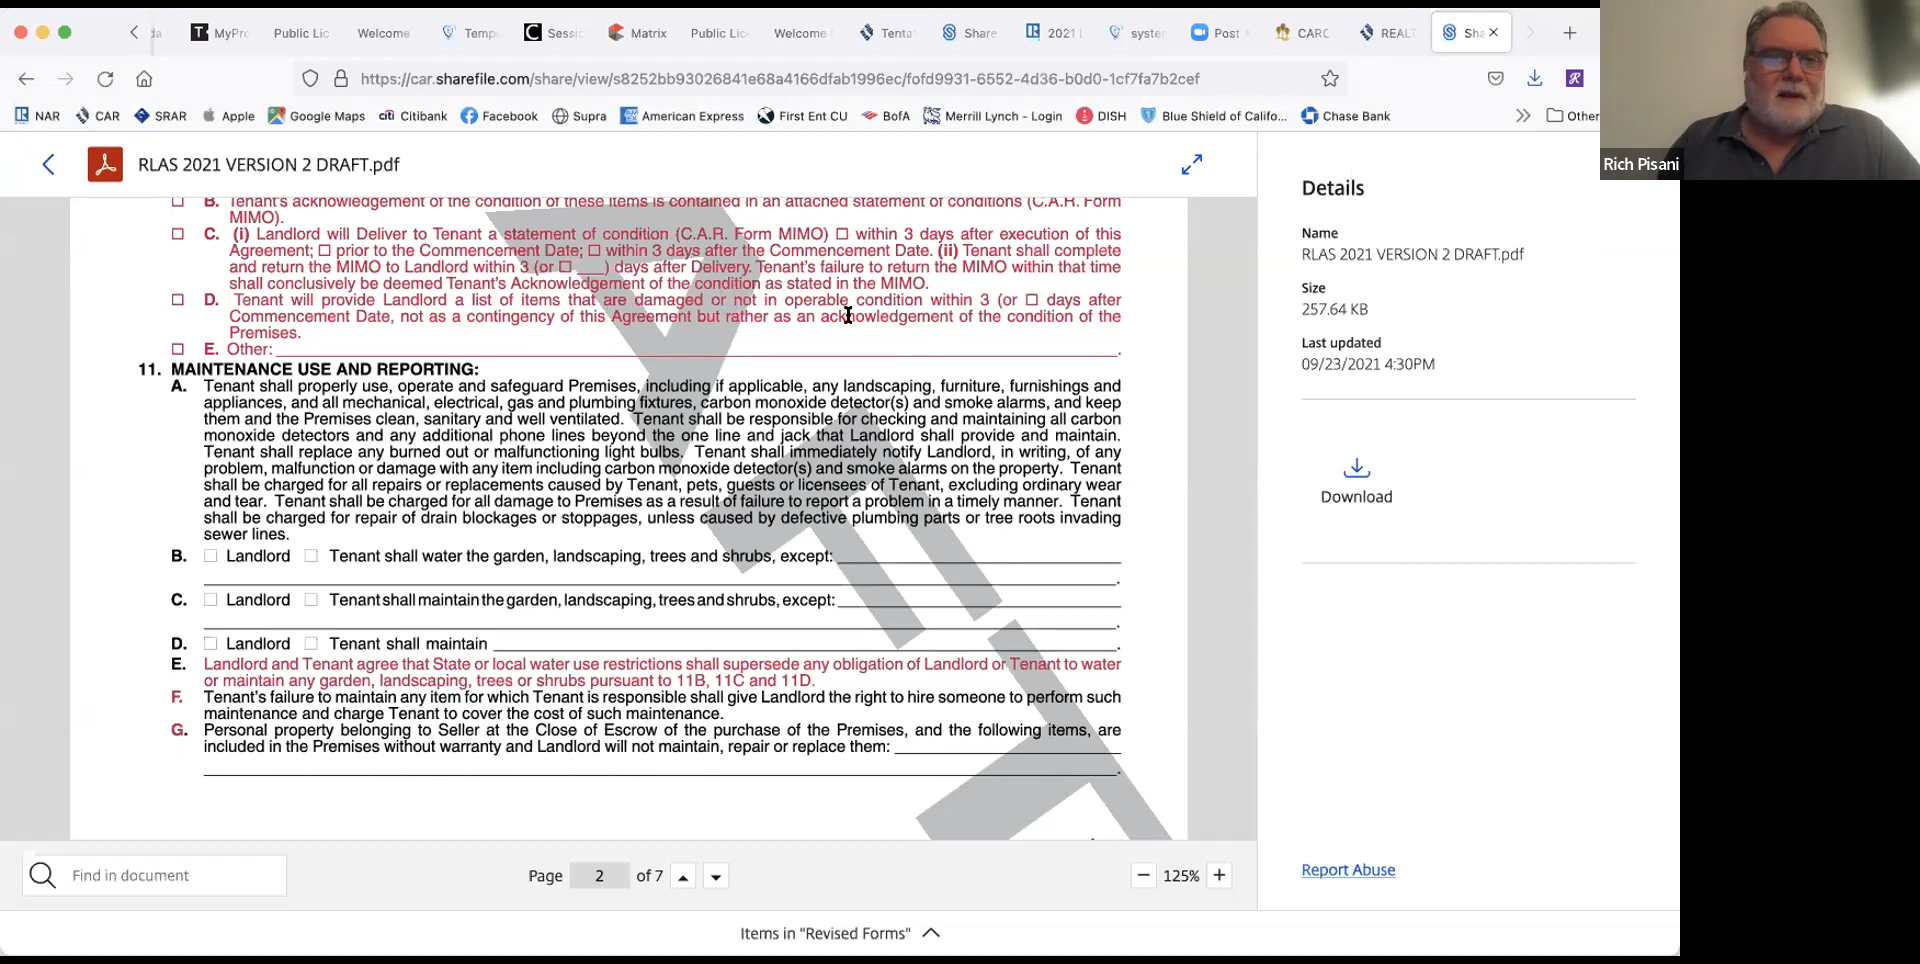 MyPr
Public Lic
Welcome
Temp
Sessi
Matrix
Public Lic
Welcome
Tenta
Share
2021
syste
Post
CARC
REAL
Sha
https://car.sharefile.com/share/view/s8252bb93026841e68a4166dfab1996ec/fofd9931-6552-4d36-b0d0-1cf7fa7b2cef
NAR CAR SRAR Apple Google Maps citi Citibank Facebook Supra American Express First Ent CU BofA Merrill Lynch - Login DISH Blue Shield of Califo... Chase Bank Other
Rich Pisani
RLAS 2021 VERSION 2 DRAFT.pdf
B. Tenant's acknowledgement of the condition of these items is contained in an attached statement of conditions (C.A.R. Form
MIMO).
☐ C. (i) Landlord will Deliver to Tenant a statement of condition (C.A.R. Form MIMO) ☐ within 3 days after execution of this
Agreement; ☐ prior to the Commencement Date; ☐ within 3 days after the Commencement Date. (ii) Tenant shall complete
and return the MIMO to Landlord within 3 (or ☐ ___) days after Delivery. Tenant's failure to return the MIMO within that time
shall conclusively be deemed Tenant's Acknowledgement of the condition as stated in the MIMO.
☐ D. Tenant will provide Landlord a list of items that are damaged or not in operable condition within 3 (or ☐ days after
Commencement Date, not as a contingency of this Agreement but rather as an acknowledgement of the condition of the
Premises.
☐ E. Other: ___.
11. MAINTENANCE USE AND REPORTING:
A. Tenant shall properly use, operate and safeguard Premises, including if applicable, any landscaping, furniture, furnishings and
appliances, and all mechanical, electrical, gas and plumbing fixtures, carbon monoxide detector(s) and smoke alarms, and keep
them and the Premises clean, sanitary and well ventilated. Tenant shall be responsible for checking and maintaining all carbon
monoxide detectors and any additional phone lines beyond the one line and jack that Landlord shall provide and maintain.
Tenant shall replace any burned out or malfunctioning light bulbs. Tenant shall immediately notify Landlord, in writing, of any
problem, malfunction or damage with any item including carbon monoxide detector(s) and smoke alarms on the property. Tenant
shall be charged for all repairs or replacements caused by Tenant, pets, guests or licensees of Tenant, excluding ordinary wear
and tear. Tenant shall be charged for all damage to Premises as a result of failure to report a problem in a timely manner. Tenant
shall be charged for repair of drain blockages or stoppages, unless caused by defective plumbing parts or tree roots invading
sewer lines.
B. ☐ Landlord ☐ Tenant shall water the garden, landscaping, trees and shrubs, except: ___
___.
C. ☐ Landlord ☐ Tenant shall maintain the garden, landscaping, trees and shrubs, except: ___
___.
D. ☐ Landlord ☐ Tenant shall maintain ___.
E. Landlord and Tenant agree that State or local water use restrictions shall supersede any obligation of Landlord or Tenant to water
or maintain any garden, landscaping, trees or shrubs pursuant to 11B, 11C and 11D.
F. Tenant's failure to maintain any item for which Tenant is responsible shall give Landlord the right to hire someone to perform such
maintenance and charge Tenant to cover the cost of such maintenance.
G. Personal property belonging to Seller at the Close of Escrow of the purchase of the Premises, and the following items, are
included in the Premises without warranty and Landlord will not maintain, repair or replace them: ___
___.
Details
Name
RLAS 2021 VERSION 2 DRAFT.pdf
Size
257.64 KB
Last updated
09/23/2021 4:30PM
Download
Report Abuse
Find in document
Page 2 of 7
125%
Items in "Revised Forms"